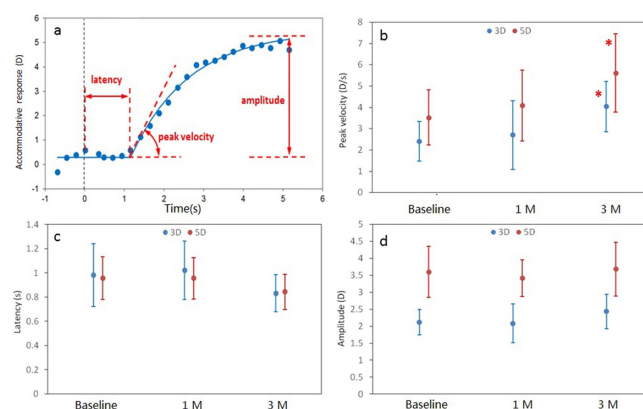 a
Accommodative response (D)
6
5
4
3
2
1
0
-1
latency
amplitude
peak velocity
-1 0 1 2 3 4 5 6
Time(s)
b
3D 5D
Peak velocity (D/s)
8
7
6
5
4
3
2
1
0
*
*
Baseline 1 M 3 M
c
3D 5D
Latency (s)
1.4
1.2
1
0.8
0.6
0.4
0.2
0
Baseline 1 M 3 M
d
3D 5D
Amplitude (D)
5
4.5
4
3.5
3
2.5
2
1.5
1
0.5
0
Baseline 1 M 3 M